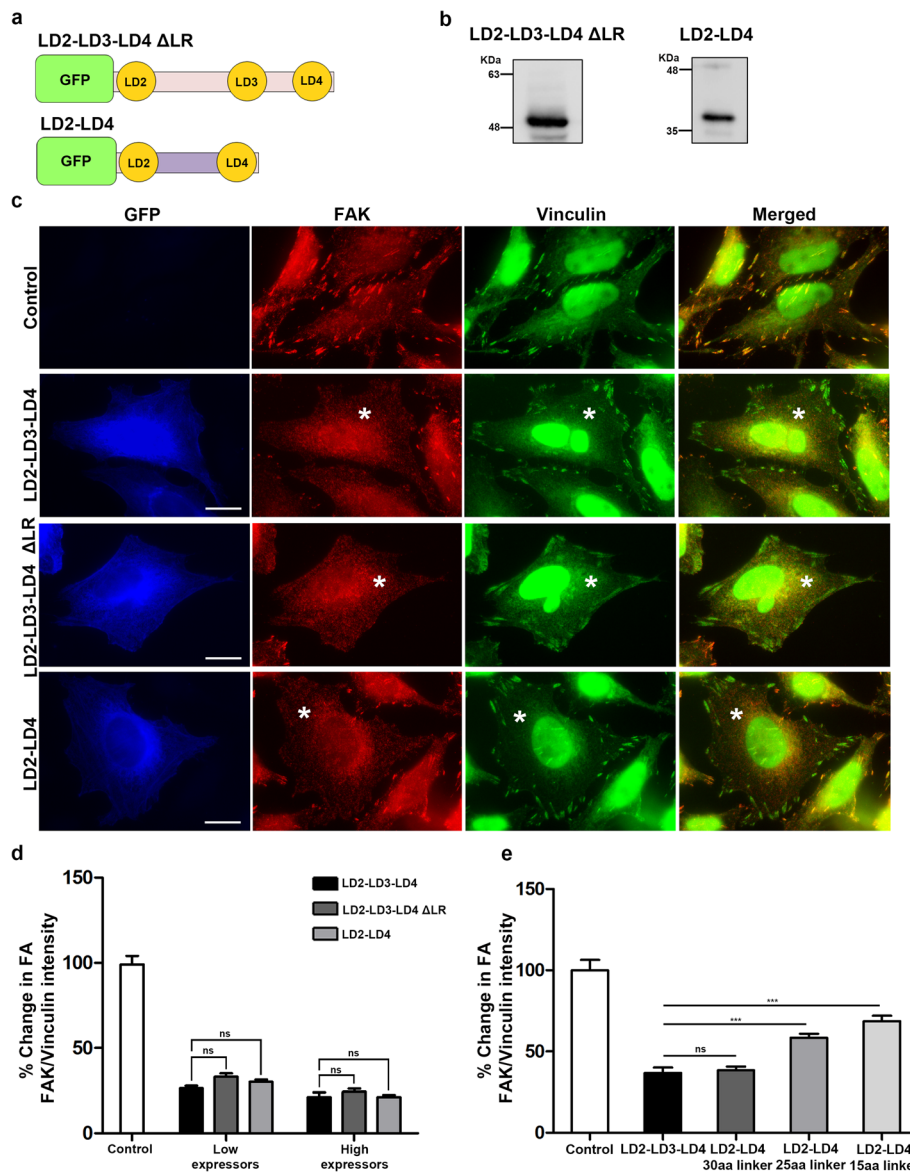 a
LD2-LD3-LD4 ΔLR
GFP LD2 LD3 LD4
LD2-LD4
GFP LD2 LD4
b
LD2-LD3-LD4 ΔLR LD2-LD4
KDa
63
48
KDa
48
35
c
GFP FAK Vinculin Merged
Control
LD2-LD3-LD4
*
*
*
LD2-LD3-LD4 ΔLR
*
*
*
LD2-LD4
*
*
*
d
% Change in FA
FAK/Vinculin intensity
150
100
50
0
LD2-LD3-LD4
LD2-LD3-LD4 ΔLR
LD2-LD4
ns
ns
ns
ns
Control Low High
expressors expressors
e
% Change in FA
FAK/Vinculin intensity
150
100
50
0
***
***
ns
Control LD2-LD3-LD4 LD2-LD4 LD2-LD4 LD2-LD4
30aa linker 25aa linker 15aa linke